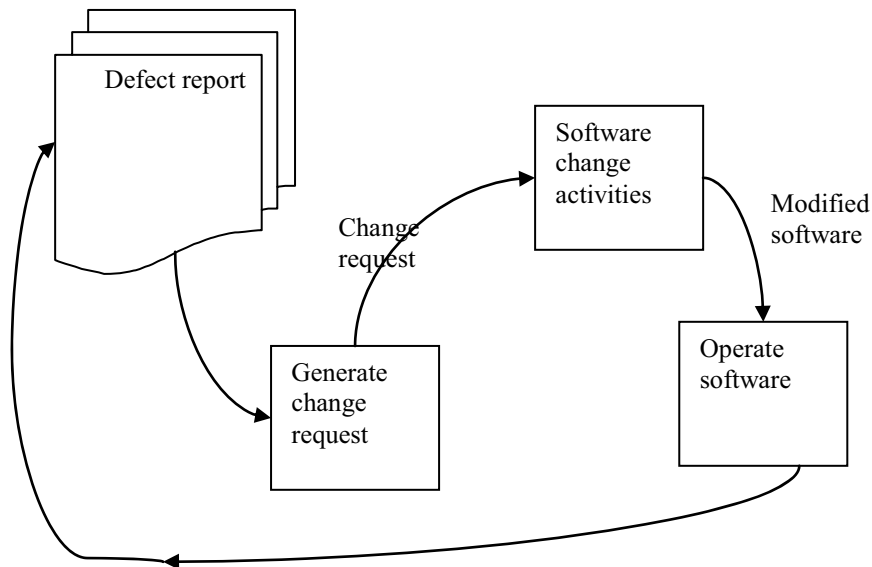 Defect report
Software
change
activities
Change
request
Modified
software
Generate
change
request
Operate
software